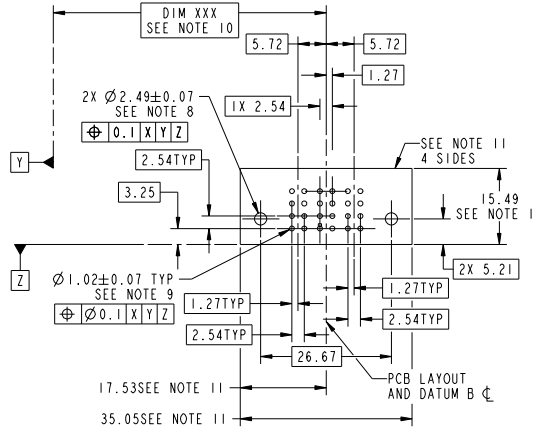 DIM XXX
SEE NOTE 10
5.72
5.72
1.27
2X Ø2.49±0.07
SEE NOTE 8
1X 2.54
⌖ 0.1 X Y Z
SEE NOTE 11
4 SIDES
Y
2.54TYP
3.25
15.49
SEE NOTE 1
Z
2X 5.21
Ø1.02±0.07 TYP
SEE NOTE 9
⌖ Ø0.1 X Y Z
1.27TYP
1.27TYP
2.54TYP
2.54TYP
26.67
PCB LAYOUT
AND DATUM B ℄
17.53SEE NOTE 11
35.05SEE NOTE 11